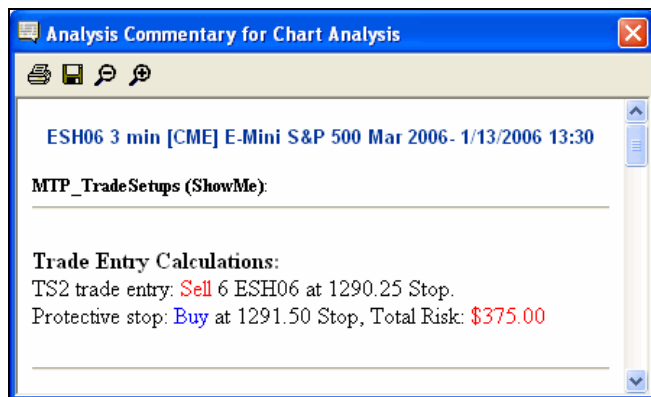 Analysis Commentary for Chart Analysis
ESH06 3 min [CME] E-Mini S&P 500 Mar 2006- 1/13/2006 13:30
MTP_TradeSetups (ShowMe):
Trade Entry Calculations:
TS2 trade entry: Sell 6 ESH06 at 1290.25 Stop.
Protective stop: Buy at 1291.50 Stop, Total Risk: $375.00